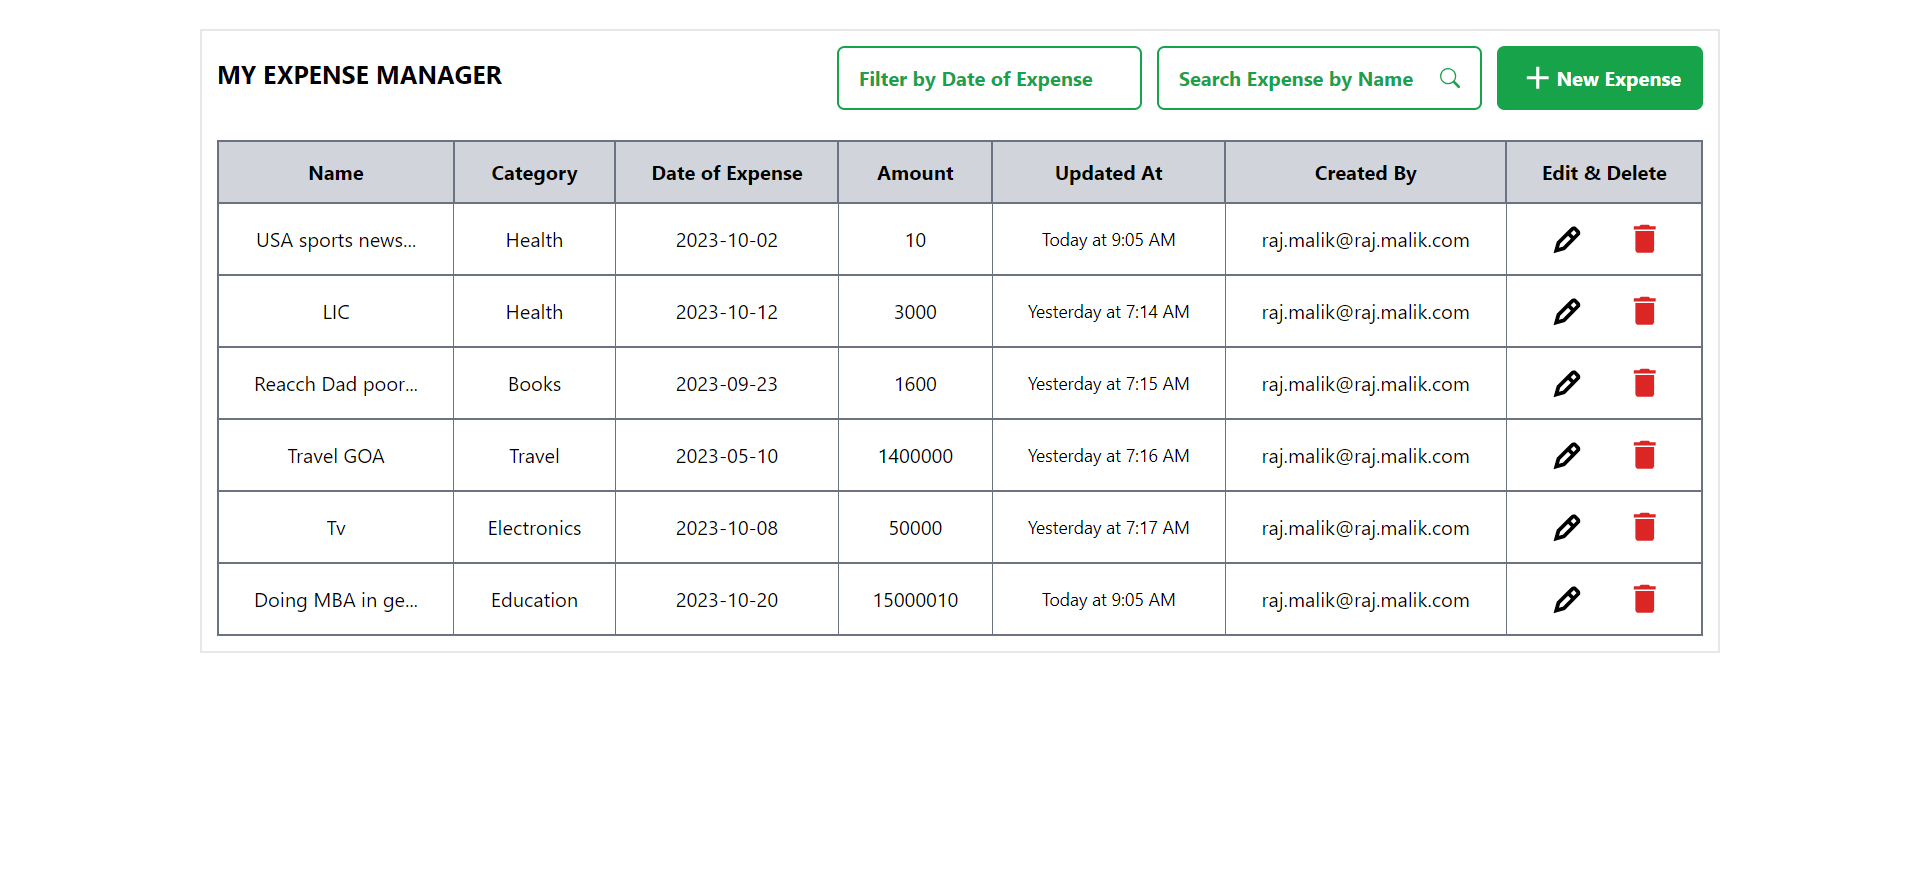 MY EXPENSE MANAGER
Filter by Date of Expense
Search Expense by Name
New Expense
Name Category Date of Expense Amount Updated At Created By Edit & Delete
USA sports news... Health 2023-10-02 10 Today at 9:05 AM raj.malik@raj.malik.com
LIC Health 2023-10-12 3000 Yesterday at 7:14 AM raj.malik@raj.malik.com
Reacch Dad poor... Books 2023-09-23 1600 Yesterday at 7:15 AM raj.malik@raj.malik.com
Travel GOA Travel 2023-05-10 1400000 Yesterday at 7:16 AM raj.malik@raj.malik.com
Tv Electronics 2023-10-08 50000 Yesterday at 7:17 AM raj.malik@raj.malik.com
Doing MBA in ge... Education 2023-10-20 15000010 Today at 9:05 AM raj.malik@raj.malik.com